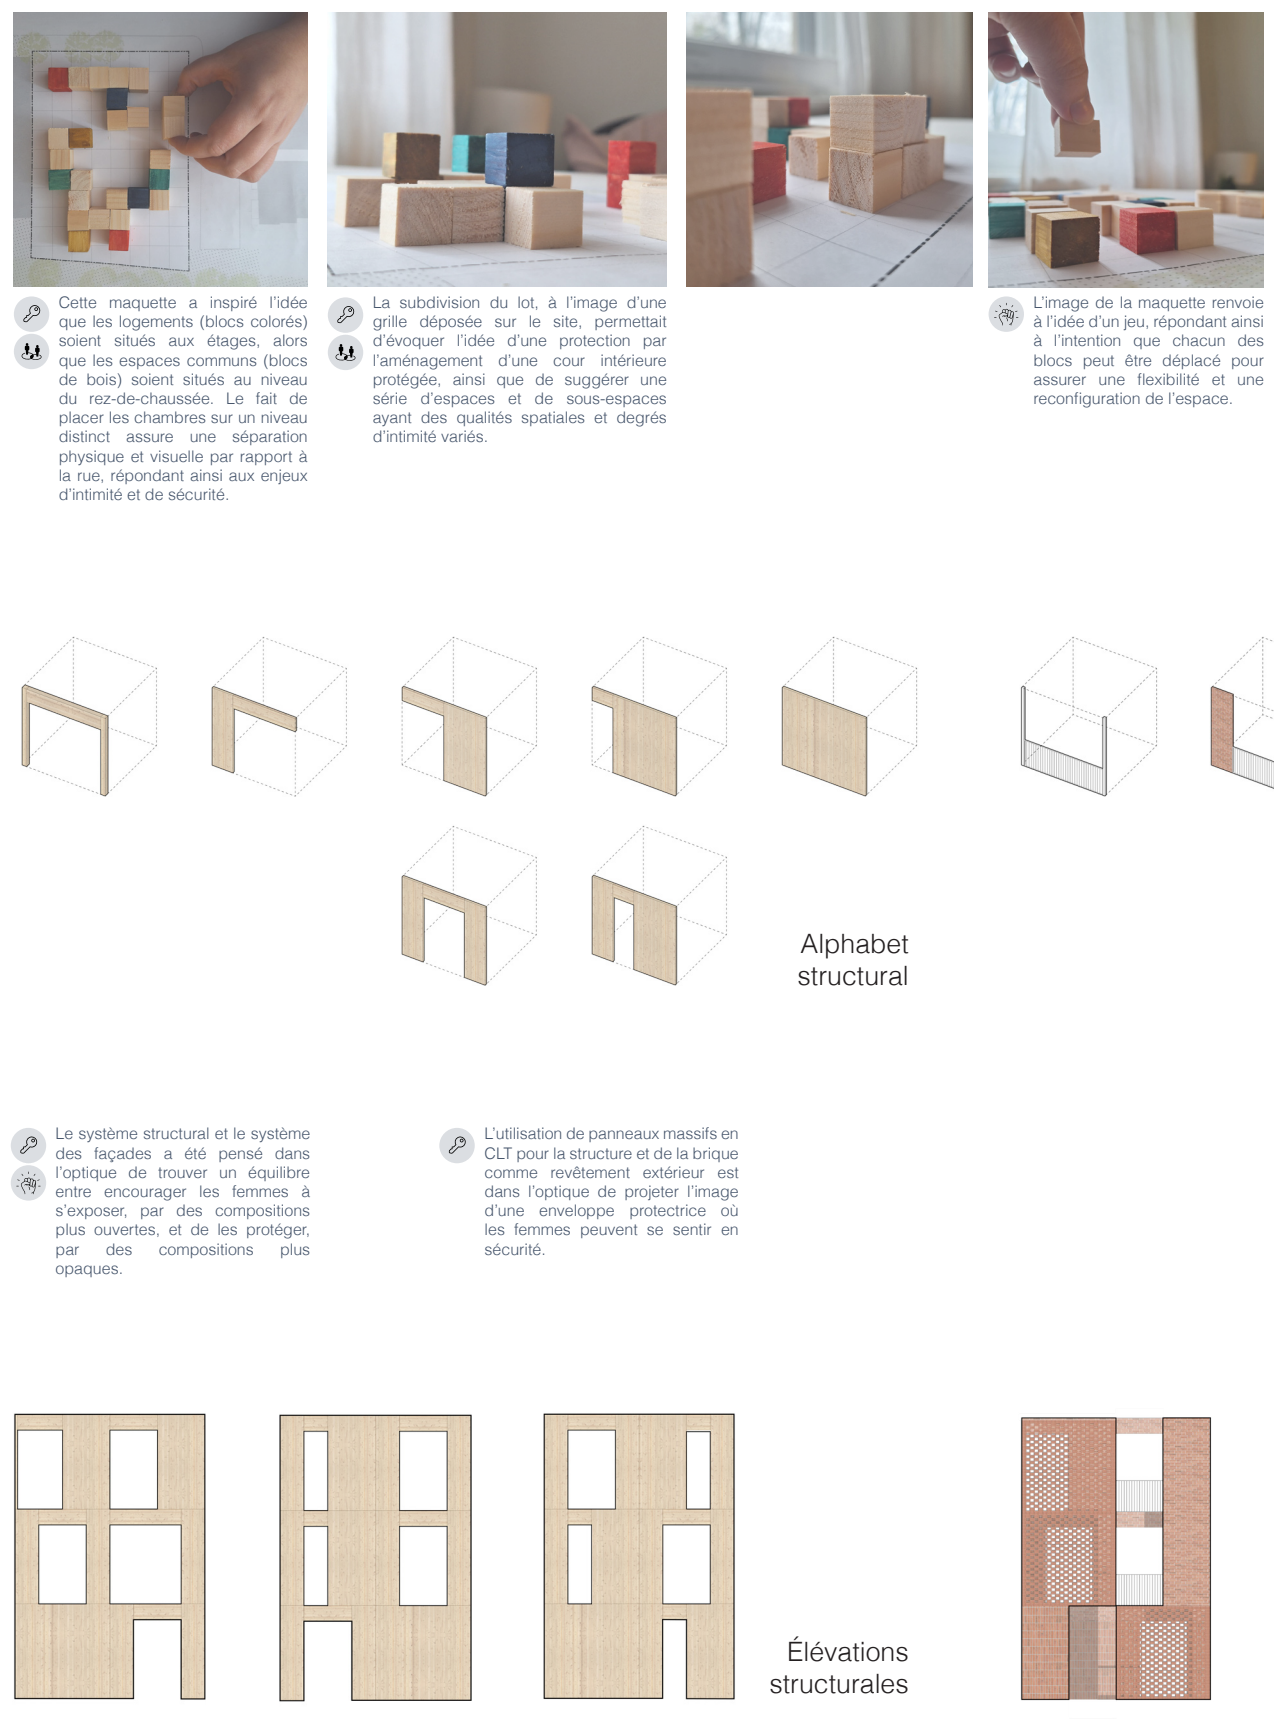 Cette maquette a inspiré l’idée
que les logements (blocs colorés)
soient situés aux étages, alors
que les espaces communs (blocs
de bois) soient situés au niveau
du rez-de-chaussée. Le fait de
placer les chambres sur un niveau
distinct assure une séparation
physique et visuelle par rapport à
la rue, répondant ainsi aux enjeux
d’intimité et de sécurité.
La subdivision du lot, à l’image d’une
grille déposée sur le site, permettait
d’évoquer l’idée d’une protection par
l’aménagement d’une cour intérieure
protégée, ainsi que de suggérer une
série d’espaces et de sous-espaces
ayant des qualités spatiales et degrés
d’intimité variés.
L’image de la maquette renvoie
à l’idée d’un jeu, répondant ainsi
à l’intention que chacun des
blocs peut être déplacé pour
assurer une flexibilité et une
reconfiguration de l’espace.
Alphabet
structural
Le système structural et le système
des façades a été pensé dans
l’optique de trouver un équilibre
entre encourager les femmes à
s’exposer, par des compositions
plus ouvertes, et de les protéger,
par des compositions plus
opaques.
L’utilisation de panneaux massifs en
CLT pour la structure et de la brique
comme revêtement extérieur est
dans l’optique de projeter l’image
d’une enveloppe protectrice où
les femmes peuvent se sentir en
sécurité.
Élévations
structurales